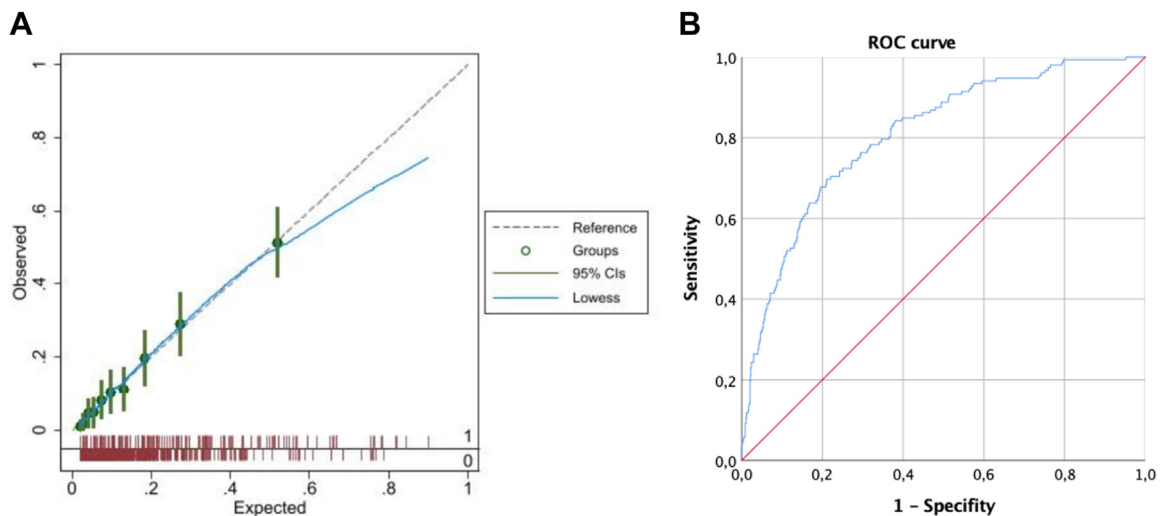 A
1
.8
.6
.4
.2
0
Observed
1
0
0
.2
.4
.6
.8
1
Expected
Reference
Groups
95% CIs
Lowess
B
ROC curve
1,0
0,8
0,6
0,4
0,2
0,0
Sensitivity
0,0
0,2
0,4
0,6
0,8
1,0
1 – Specifity